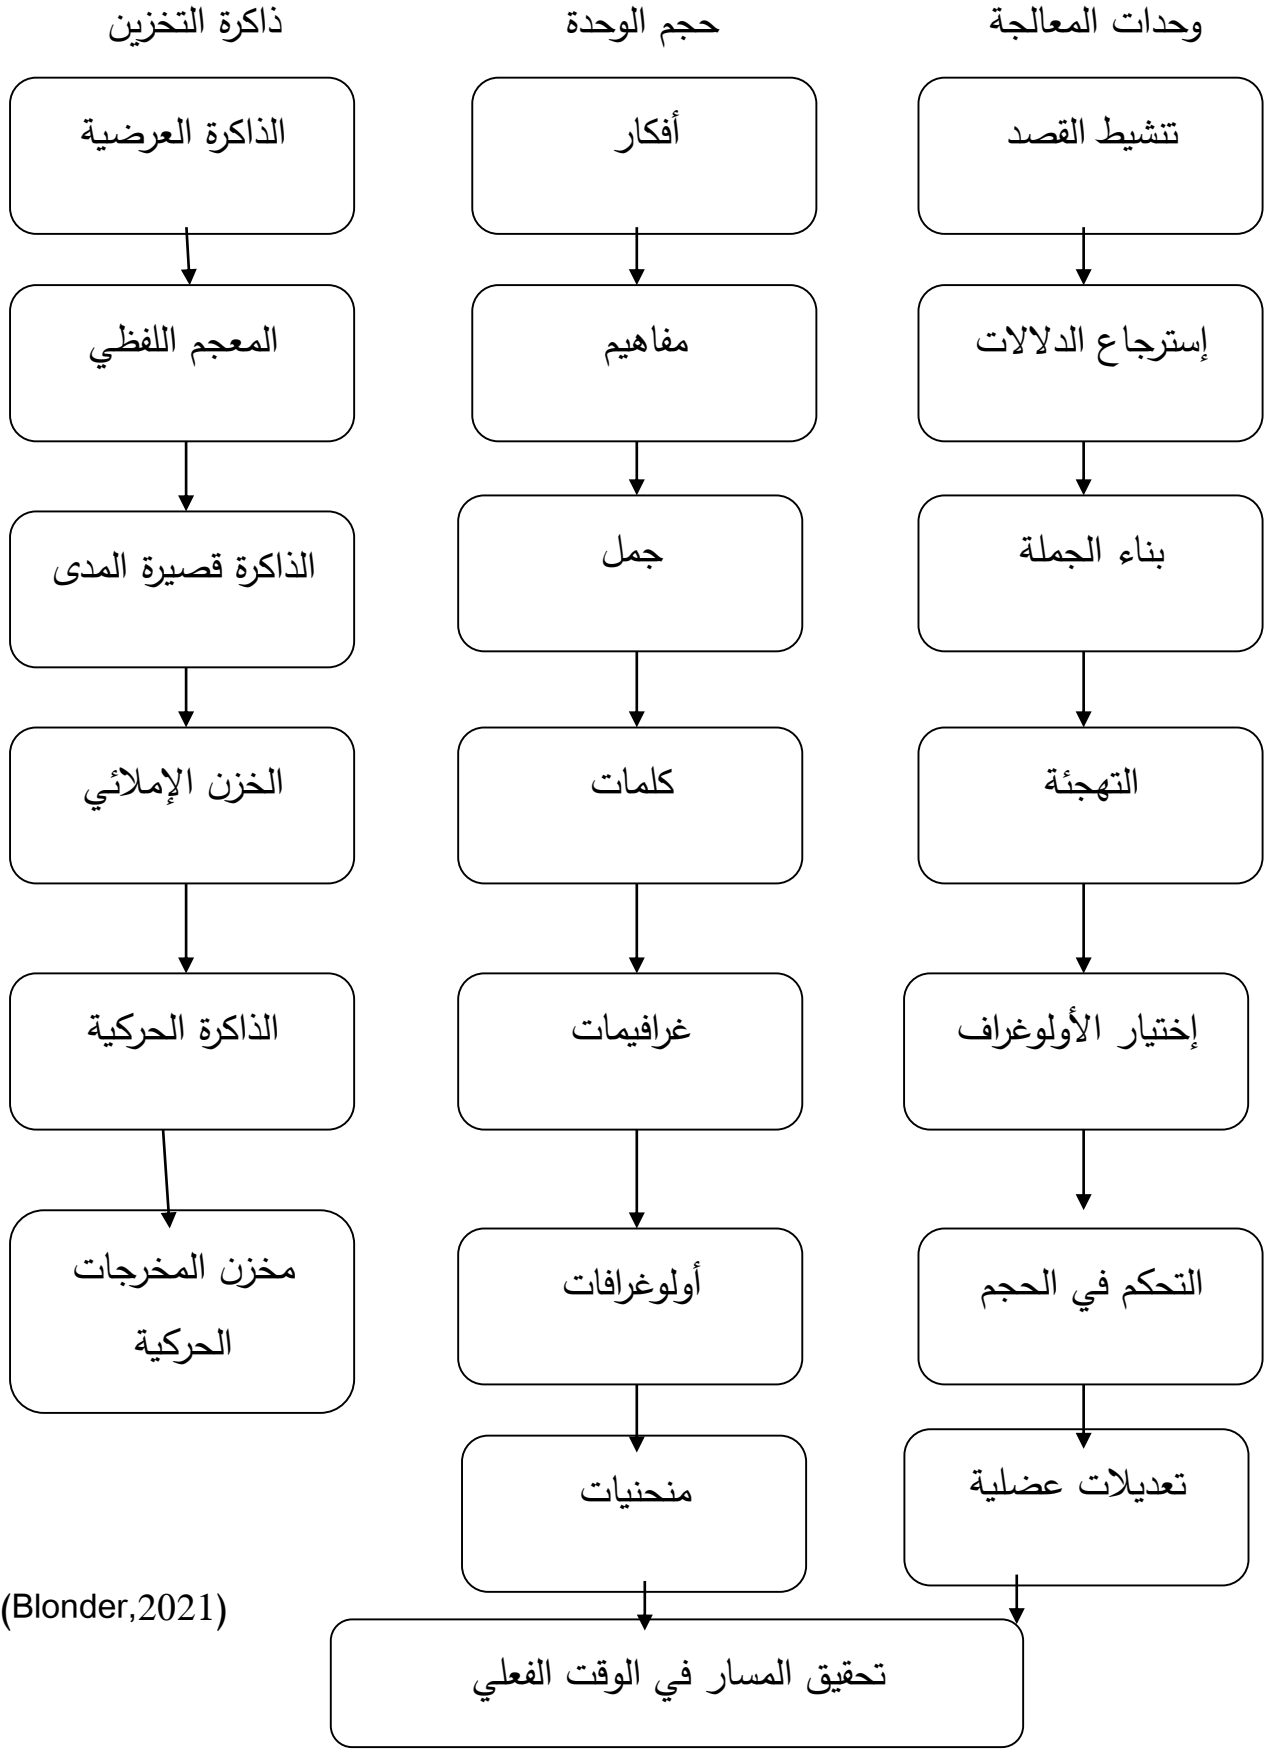 وحدات المعالجة
حجم الوحدة
ذاكرة التخزين
تنشيط القصد
أفكار
الذاكرة العرضية
إسترجاع الدلالات
مفاهيم
المعجم اللفظي
بناء الجملة
جمل
الذاكرة قصيرة المدى
التهجئة
كلمات
الخزن الإملائي
إختيار الأولوغراف
غرافيمات
الذاكرة الحركية
التحكم في الحجم
أولوغرافات
مخزن المخرجات
الحركية
تعديلات عضلية
منحنيات
(Blonder,2021)
تحقيق المسار في الوقت الفعلي